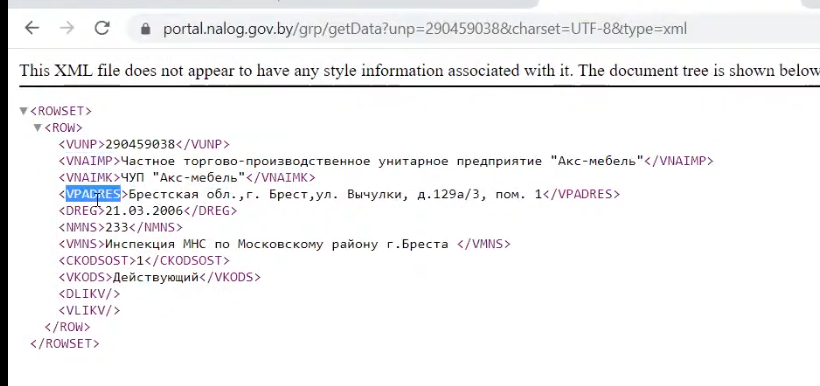 portal.nalog.gov.by/grp/getData?unp=290459038&charset=UTF-8&type=xml
This XML file does not appear to have any style information associated with it. The document tree is shown below
▼<ROWSET>
▼<ROW>
<VUNP>290459038</VUNP>
<VNAIMP>Частное торгово-производственное унитарное предприятие "Акс-мебель"</VNAIMP>
<VNAIMK>ЧУП "Акс-мебель"</VNAIMK>
<VPADRES>Брестская обл.,г. Брест,ул. Вычулки, д.129а/3, пом. 1</VPADRES>
<DREG>21.03.2006</DREG>
<NMNS>233</NMNS>
<VMNS>Инспекция МНС по Московскому району г.Бреста </VMNS>
<CKODSOST>1</CKODSOST>
<VKODS>Действующий</VKODS>
<DLIKV/>
<VLIKV/>
</ROW>
</ROWSET>